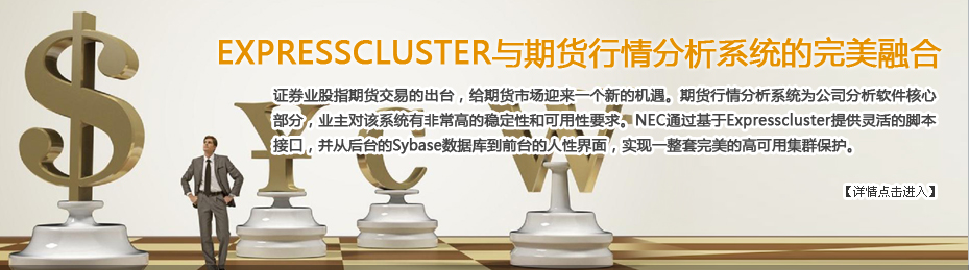 EXPRESSCLUSTER与期货行情分析系统的完美融合
证券业股指期货交易的出台，给期货市场迎来一个新的机遇。期货行情分析系统为公司分析软件核心
部分，业主对该系统有非常高的稳定性和可用性要求。NEC通过基于Expresscluster提供灵活的脚本
接口，并从后台的Sybase数据库到前台的人性界面，实现一整套完美的高可用集群保护。
【详情点击进入】
$ ¥ € W